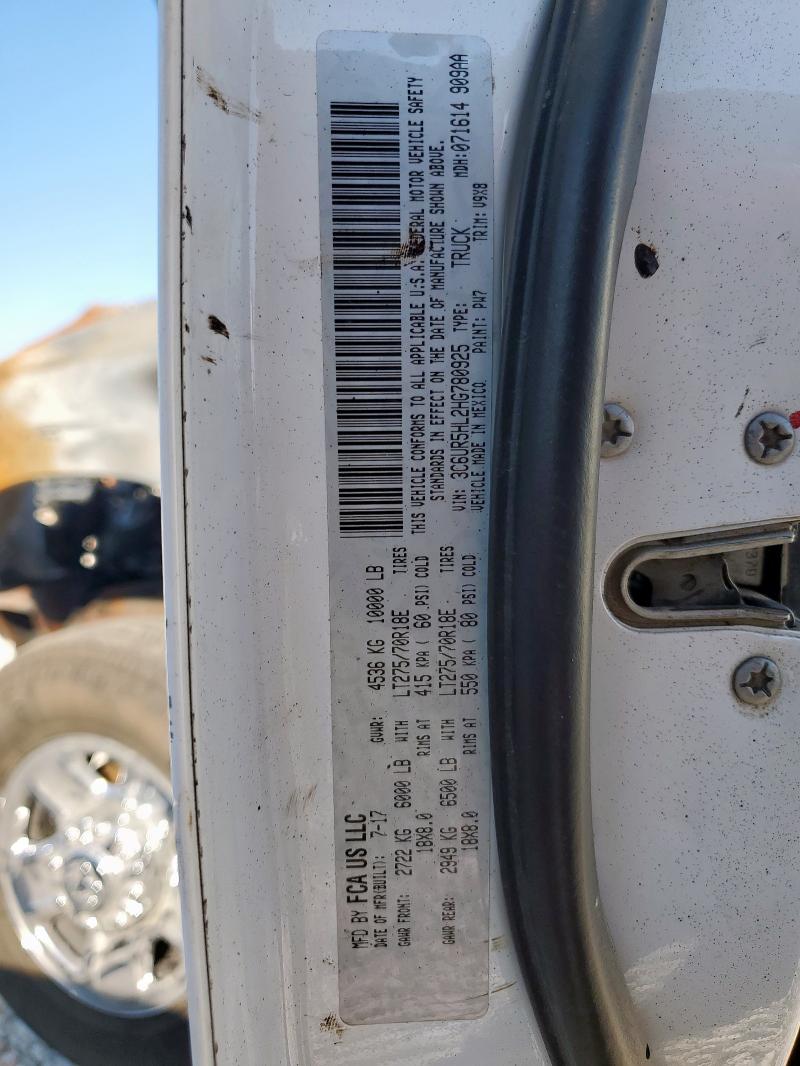 MFD BY FCA US LLC
DATE OF MFR(BUILT): 7-17 GVWR: 4536 KG 10000 LB
GAWR FRONT: 2722 KG 6000 LB WITH LT275/70R18E TIRES
18X8.0 RIMS AT 415 KPA ( 60 PSI) COLD
GAWR REAR: 2949 KG 6500 LB WITH LT275/70R18E TIRES
18X8.0 RIMS AT 550 KPA ( 80 PSI) COLD
THIS VEHICLE CONFORMS TO ALL APPLICABLE U.S.A. FEDERAL MOTOR VEHICLE SAFETY
STANDARDS IN EFFECT ON THE DATE OF MANUFACTURE SHOWN ABOVE.
VIN: 3C6UR5HL2HG780925 TYPE: TRUCK MDH:071614 909AA
VEHICLE MADE IN MEXICO. PAINT: PW7 TRIM: V9X8